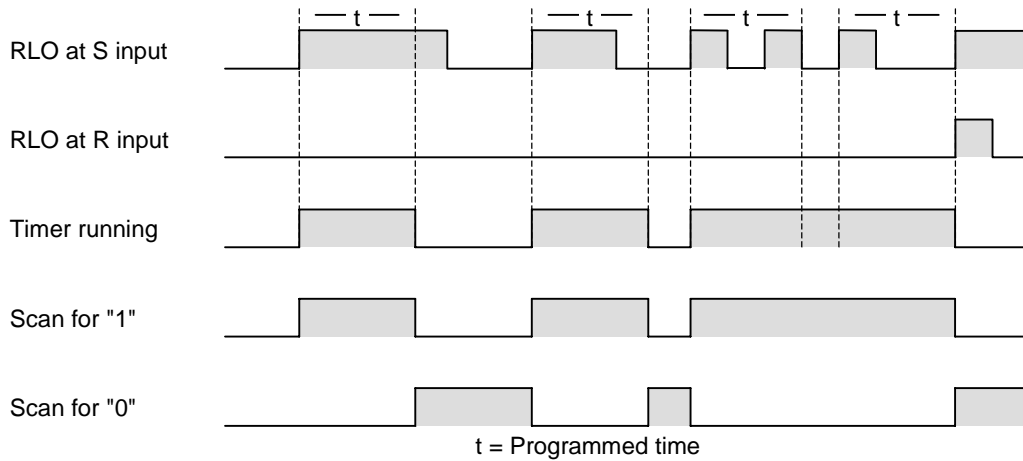 t t t t
RLO at S input
RLO at R input
Timer running
Scan for "1"
Scan for "0"
t = Programmed time